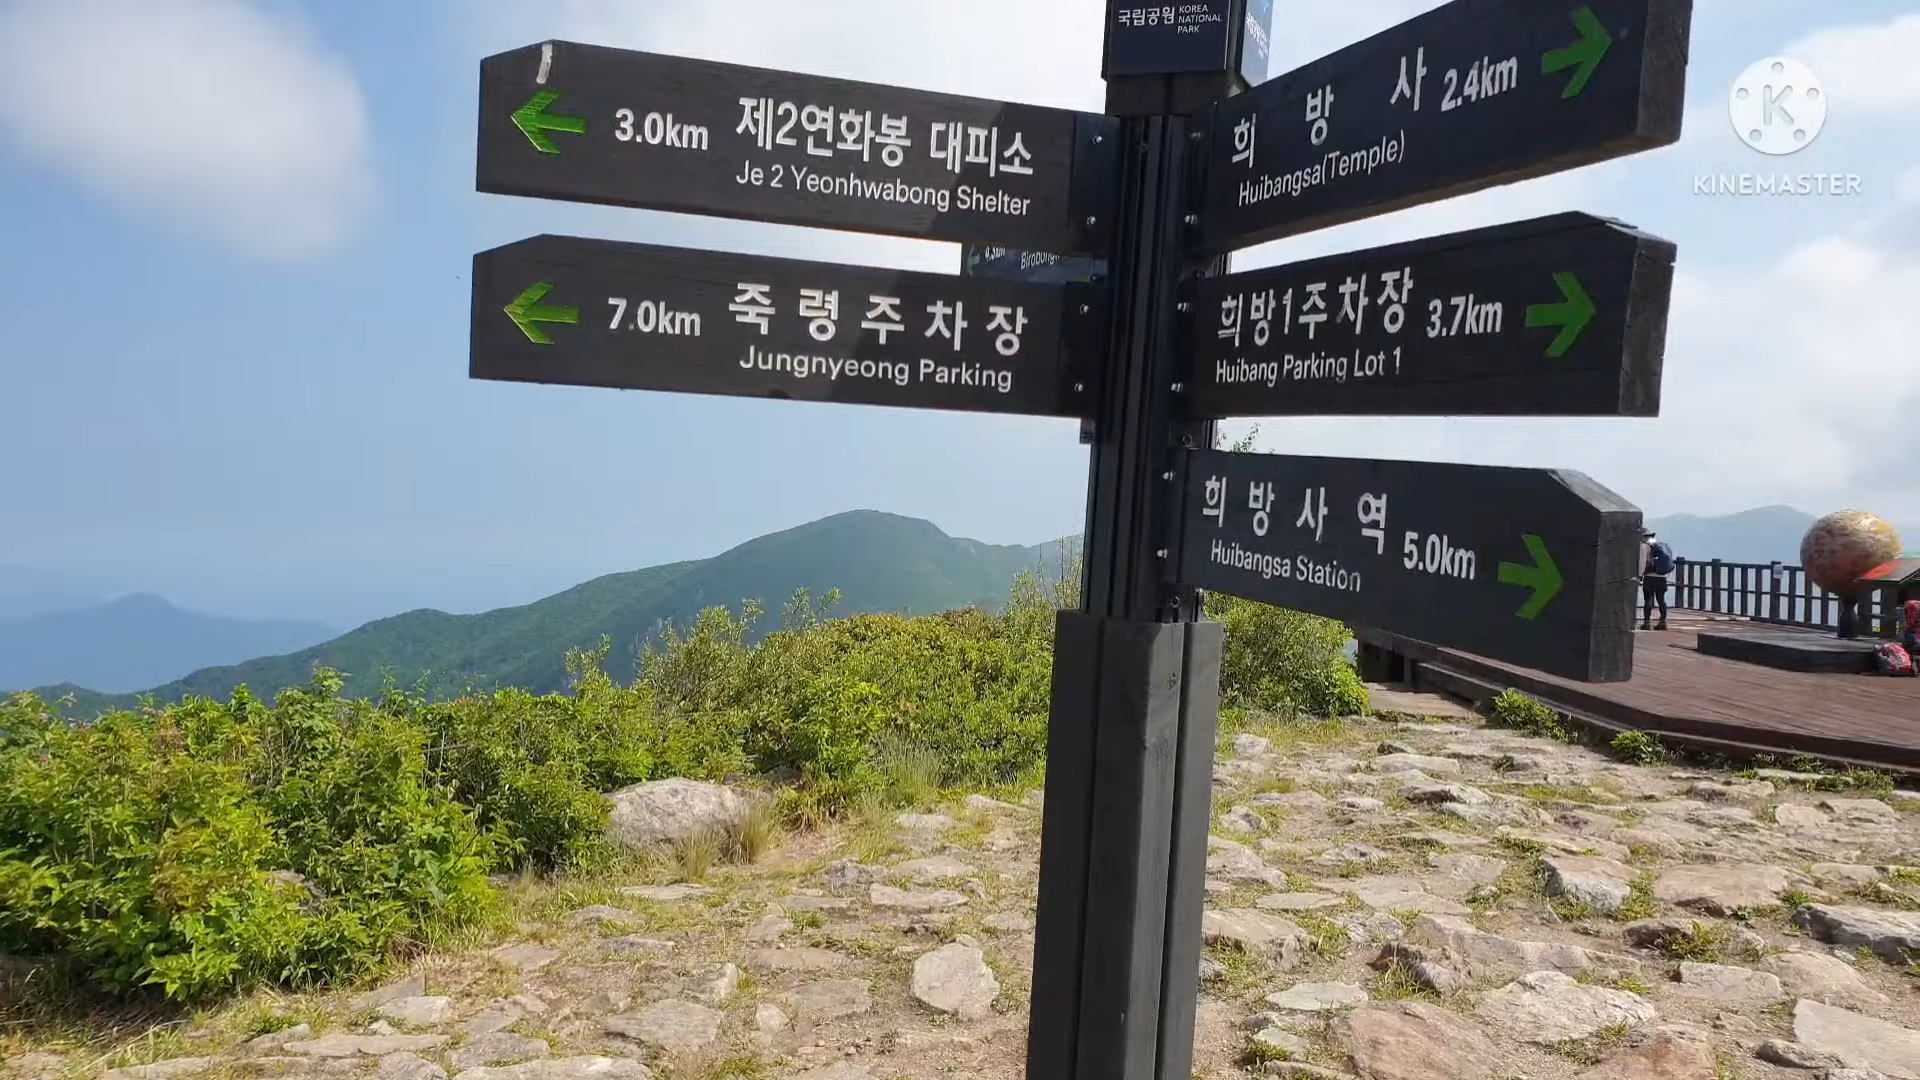 국립공원 KOREA
NATIONAL
PARK
3.0km 제2연화봉 대피소
Je 2 Yeonhwabong Shelter
희 방 사 2.4km
Huibangsa(Temple)
7.0km 죽 령 주 차 장
Jungnyeong Parking
희방1주차장 3.7km
Huibang Parking Lot 1
희 방 사 역 5.0km
Huibangsa Station
K
KINEMASTER